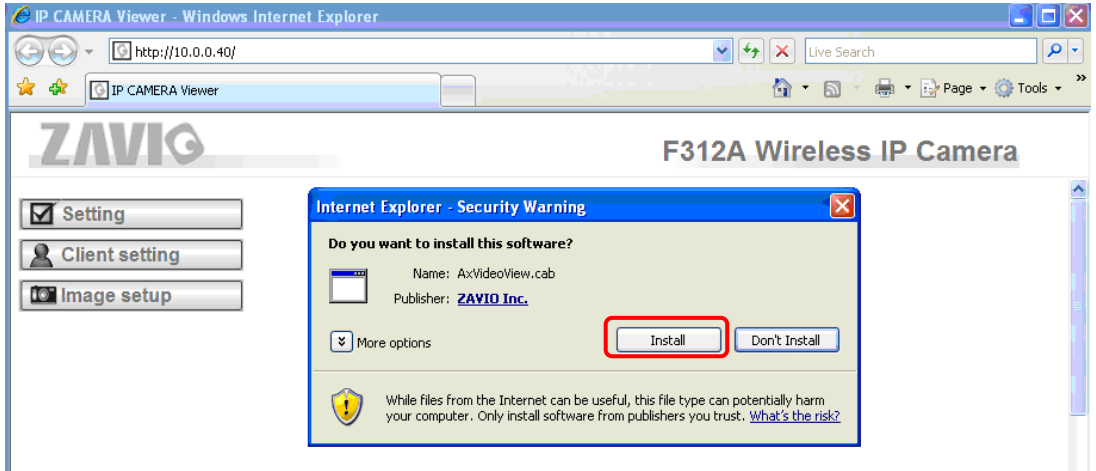 IP CAMERA Viewer - Windows Internet Explorer
http://10.0.0.40/
Live Search
IP CAMERA Viewer
Page
Tools
»
ZAVIO
F312A Wireless IP Camera
Setting
Client setting
Image setup
Internet Explorer - Security Warning
Do you want to install this software?
Name: AxVideoView.cab
Publisher: ZAVIO Inc.
More options
Install
Don't Install
While files from the Internet can be useful, this file type can potentially harm
your computer. Only install software from publishers you trust. What's the risk?